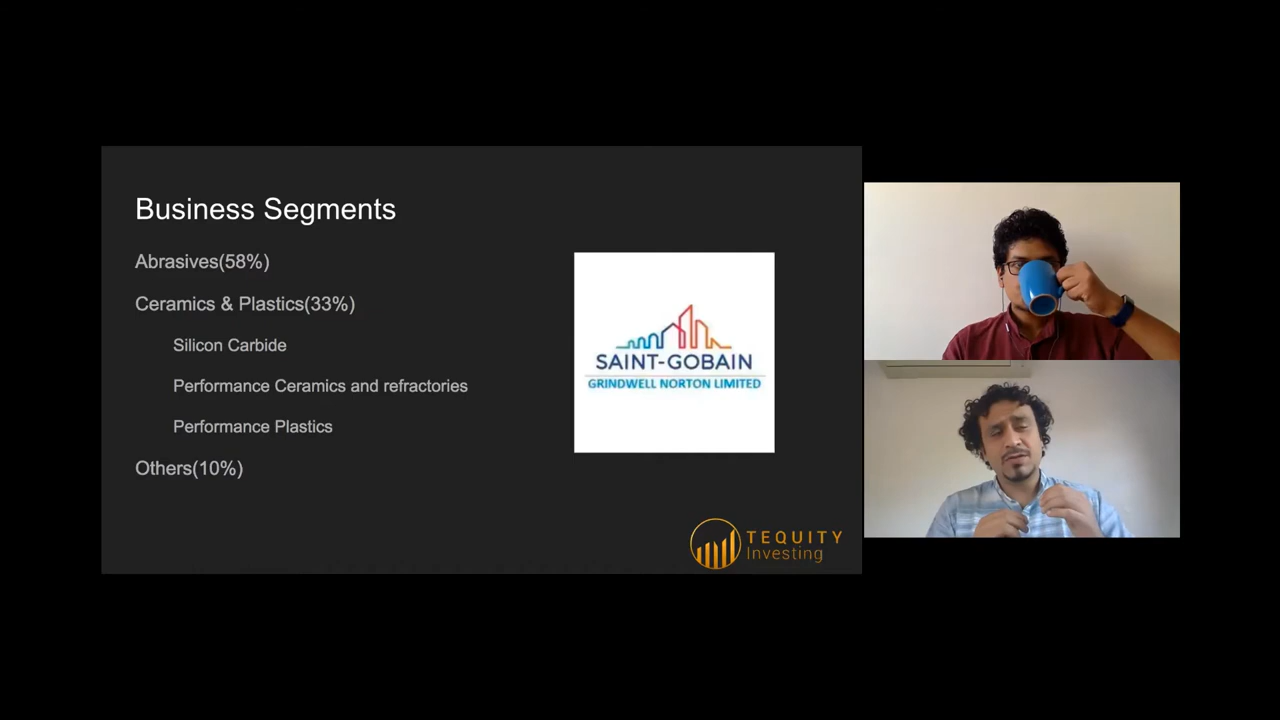 Business Segments
Abrasives(58%)
Ceramics & Plastics(33%)
Silicon Carbide
Performance Ceramics and refractories
Performance Plastics
Others(10%)
SAINT-GOBAIN
GRINDWELL NORTON LIMITED
TEQUITY
Investing